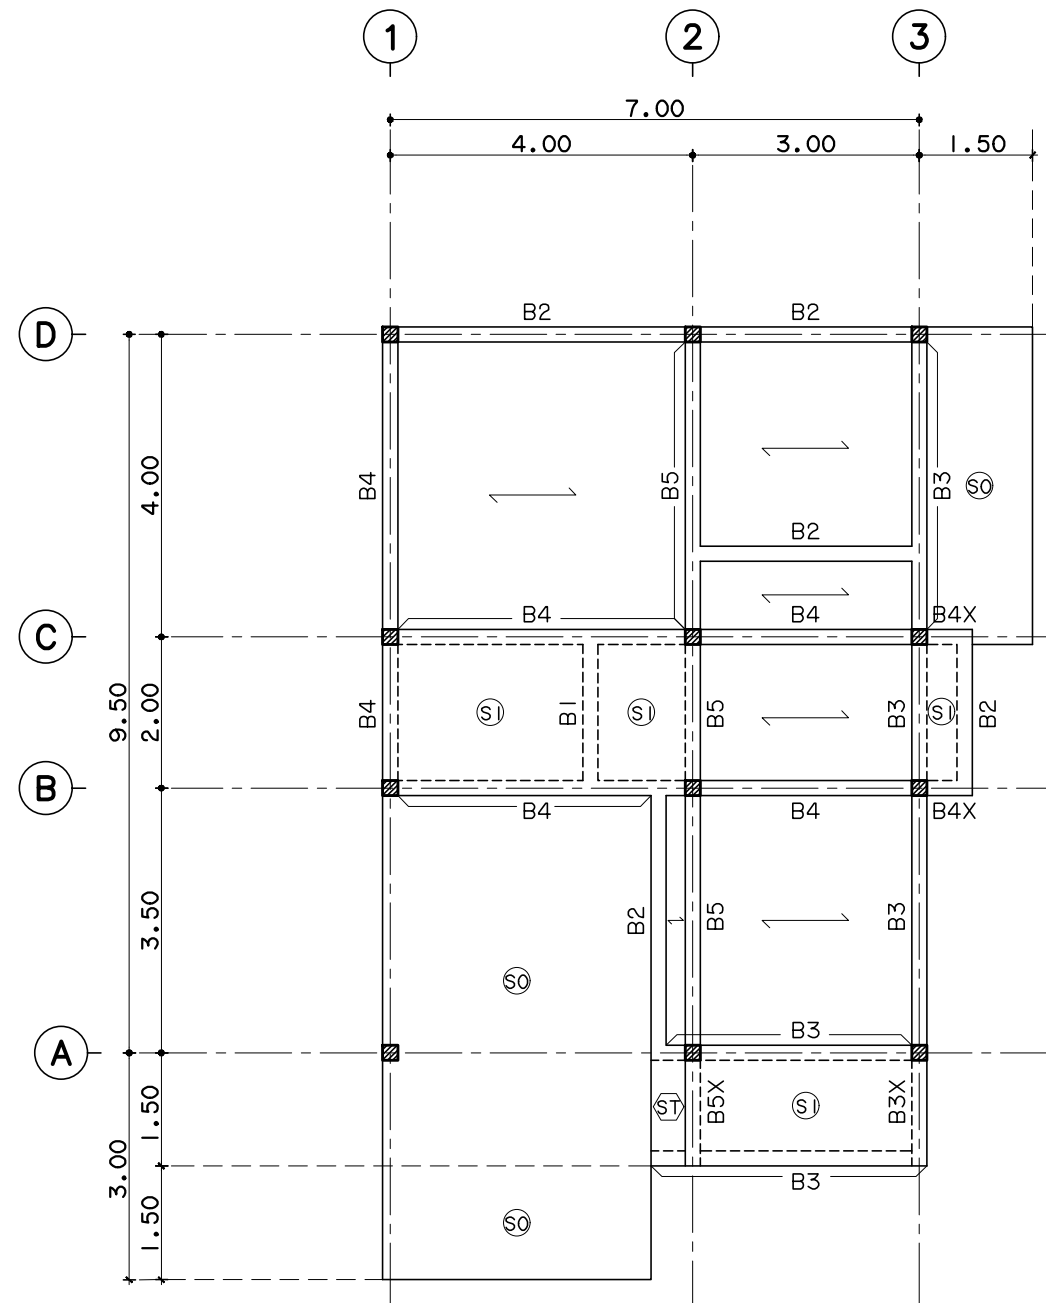 1 2 3
7.00
4.00 3.00 1.50
B2 B2
D
4.00
B4 B5 B3 S0
B2
B4 B4 B4X
C
9.50
2.00
B4 S1 B1 S1 B5 B3 S1 B2
B
B4 B4 B4X
3.50
B2 B5 B3
S0
B3
A
1.50
ST B5X S1 B3X
3.00
B3
1.50
S0